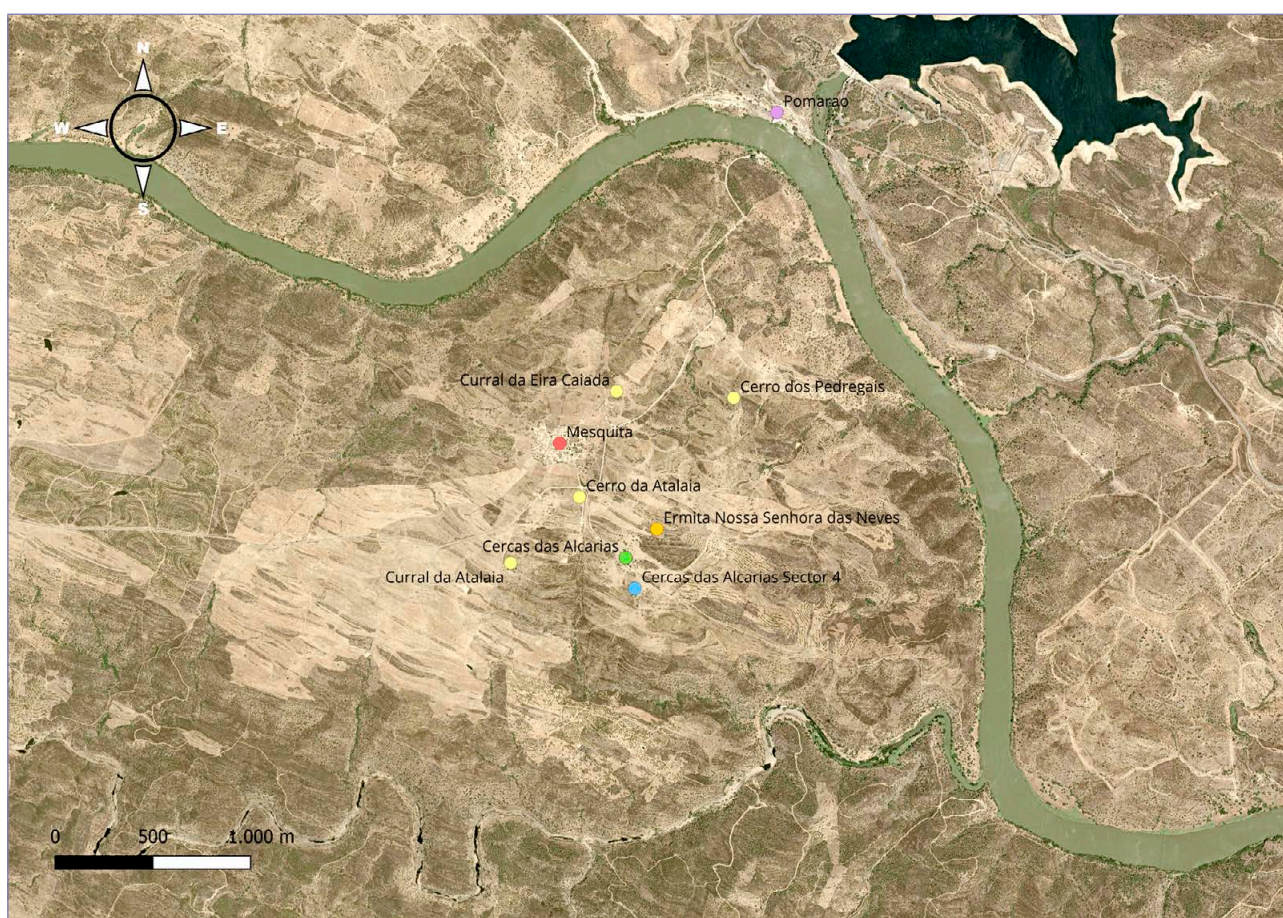 N
Pomarao
W
E
S
Curral da Eira Caiada
Cerro dos Pedregais
Mesquita
Cerro da Atalaia
Ermita Nossa Senhora das Neves
Cercas das Alcarias
Curral da Atalaia
Cercas das Alcarias Sector 4
0 500 1.000 m